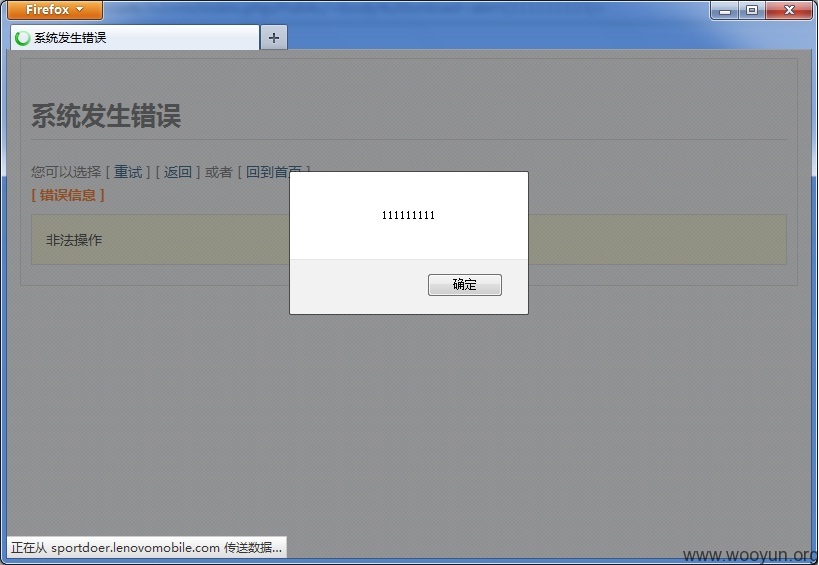 Firefox
系统发生错误
系统发生错误
您可以选择 [ 重试 ] [ 返回 ] 或者 [ 回到首页 ]
[ 错误信息 ]
非法操作
111111111
确定
正在从 sportdoer.lenovomobile.com 传送数据...
www.wooyun.org